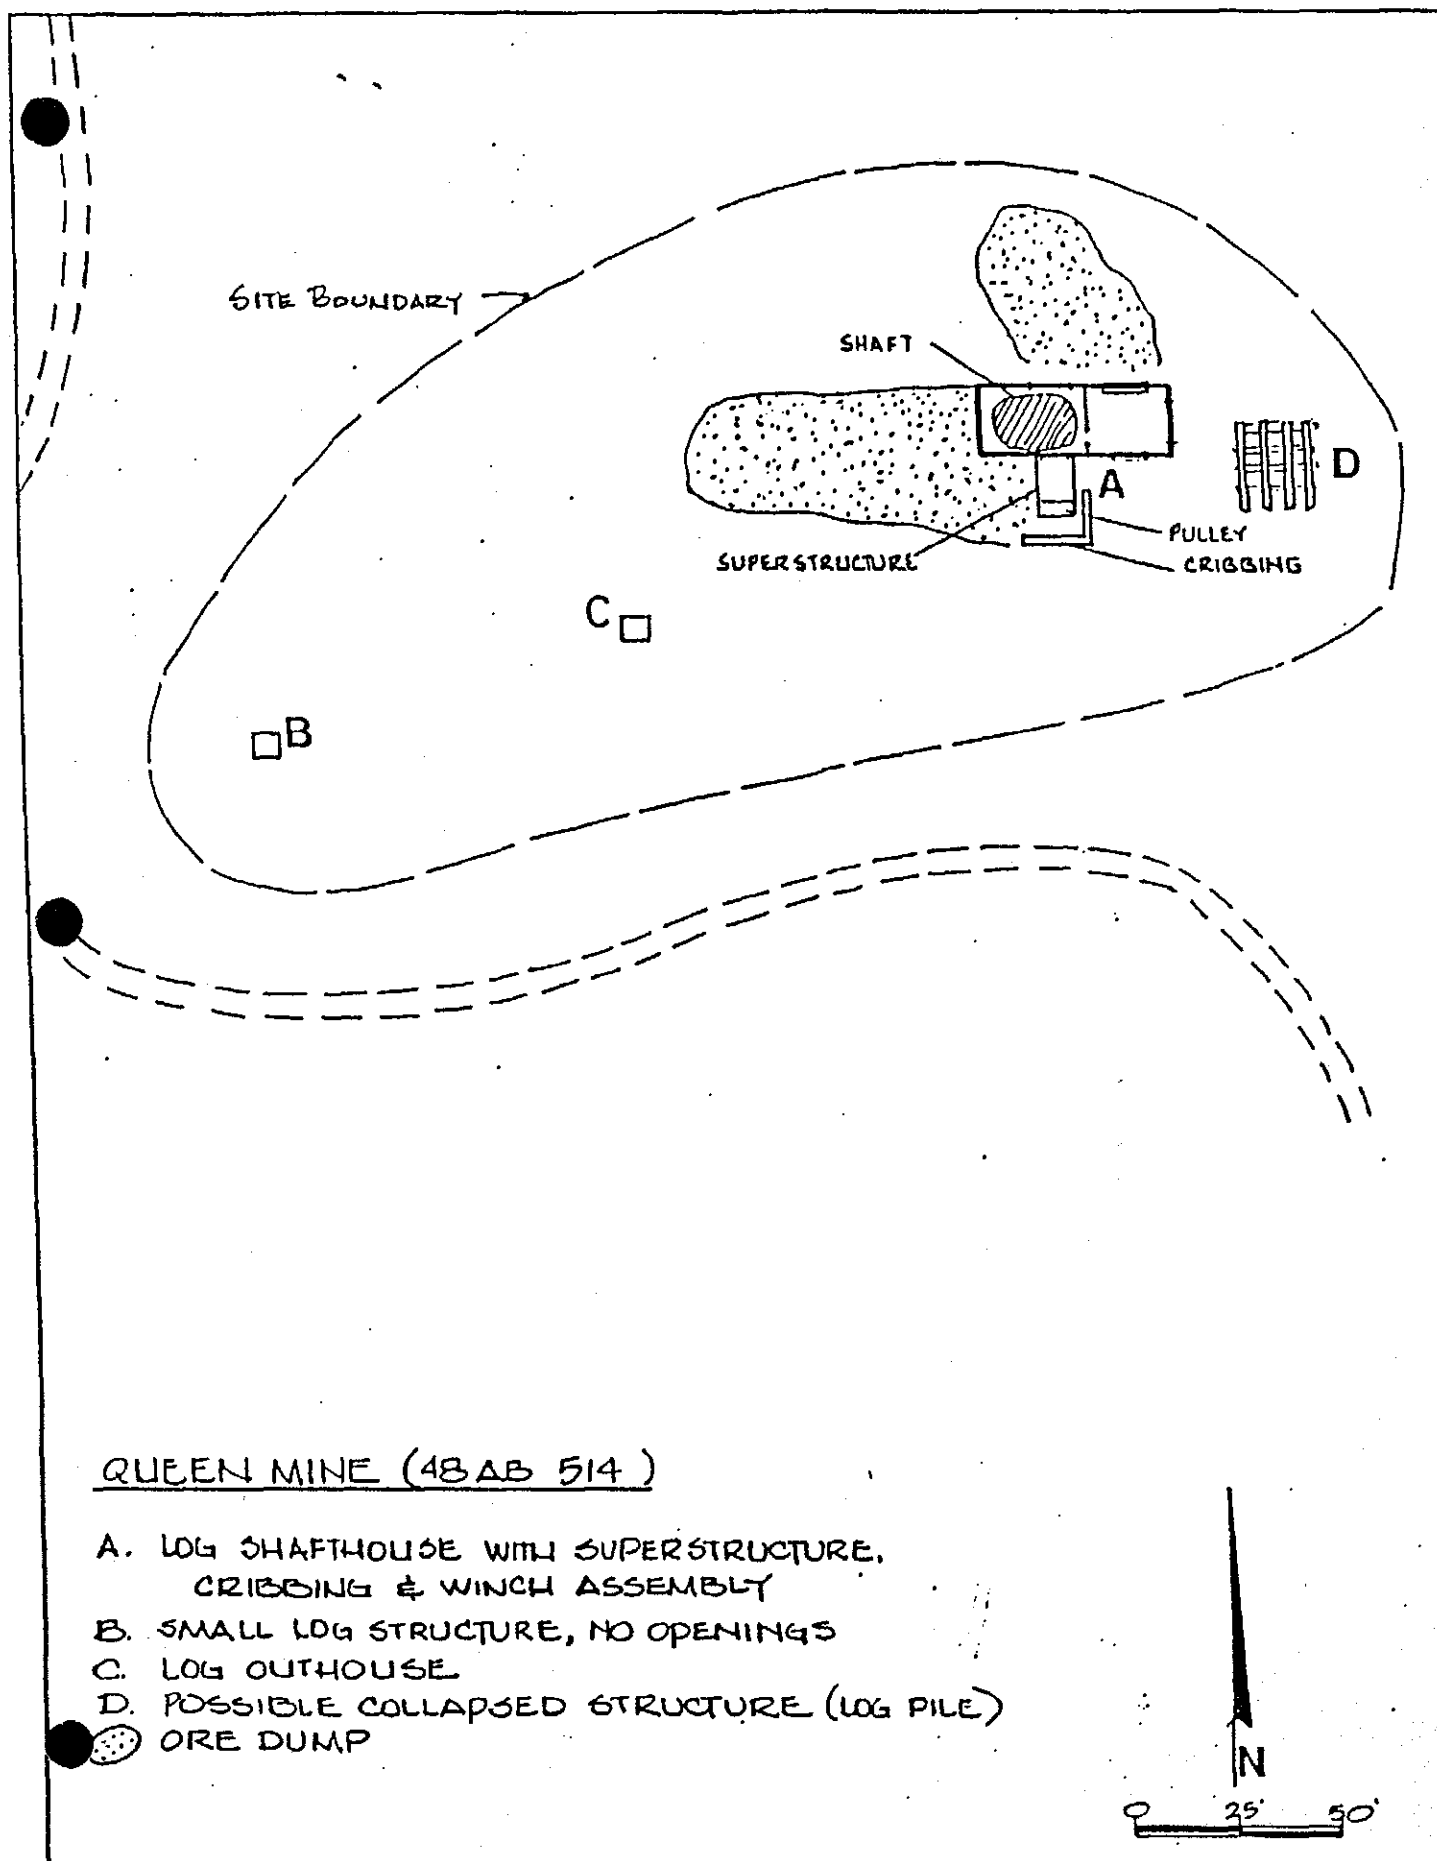 SITE BOUNDARY
SHAFT
A
D
PULLEY
SUPERSTRUCTURE
CRIBBING
C
B
QUEEN MINE (48AB 514)
A. LOG SHAFTHOUSE WITH SUPERSTRUCTURE,
CRIBBING & WINCH ASSEMBLY
B. SMALL LOG STRUCTURE, NO OPENINGS
C. LOG OUTHOUSE
D. POSSIBLE COLLAPSED STRUCTURE (LOG PILE)
ORE DUMP
N
0 25' 50'